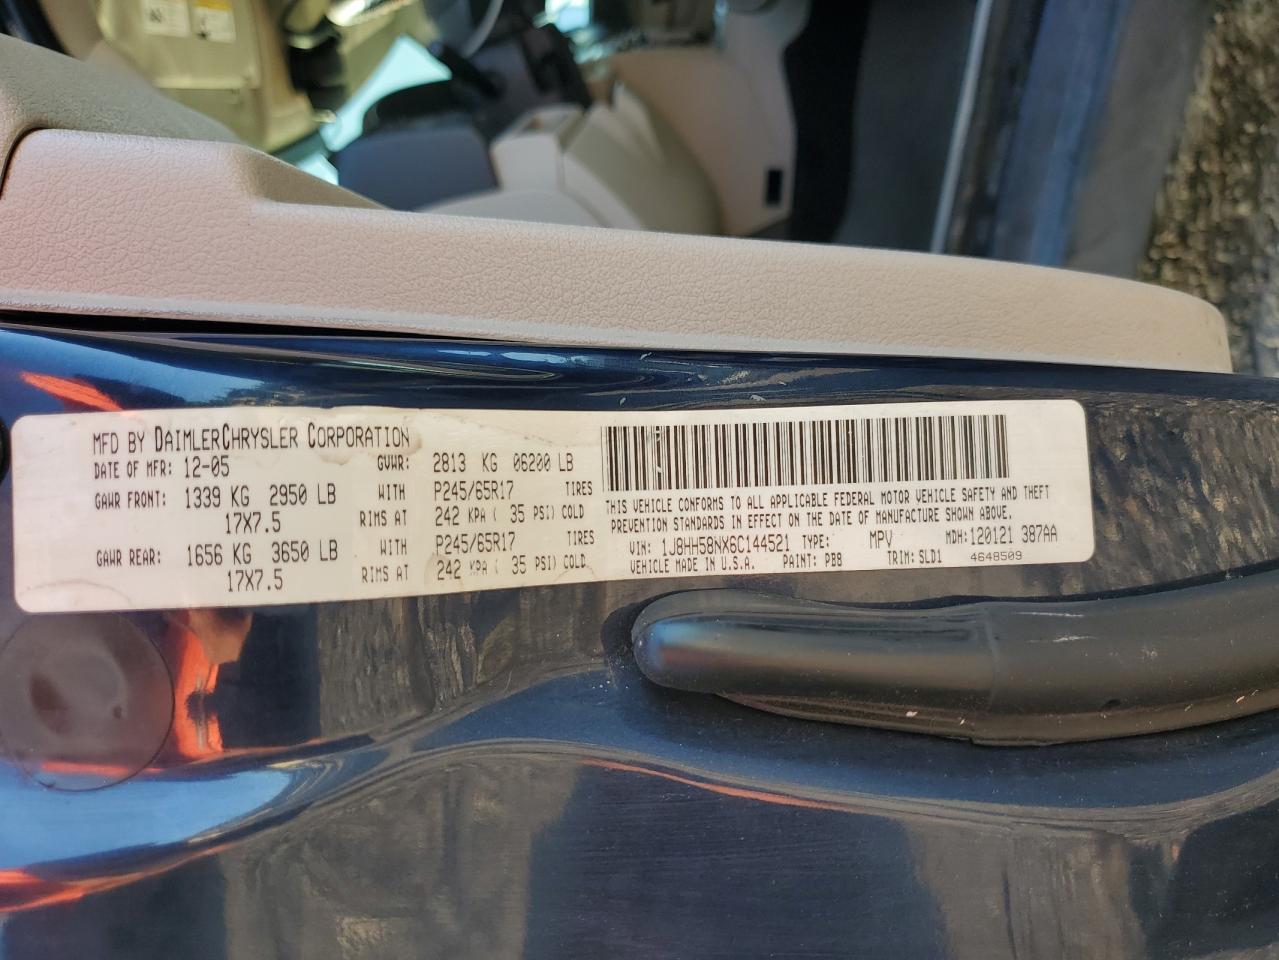 MFD BY DAIMLERCHRYSLER CORPORATION
DATE OF MFR: 12-05 GVWR: 2813 KG 06200 LB
GAWR FRONT: 1339 KG 2950 LB WITH P245/65R17 TIRES
17X7.5 RIMS AT 242 KPA ( 35 PSI) COLD
GAWR REAR: 1656 KG 3650 LB WITH P245/65R17 TIRES
17X7.5 RIMS AT 242 KPA ( 35 PSI) COLD
THIS VEHICLE CONFORMS TO ALL APPLICABLE FEDERAL MOTOR VEHICLE SAFETY AND THEFT
PREVENTION STANDARDS IN EFFECT ON THE DATE OF MANUFACTURE SHOWN ABOVE.
VIN: 1J8HH58NX6C144521 TYPE: MPV MDH:120121 387AA
VEHICLE MADE IN U.S.A. PAINT: PB8 TRIM: SLD1 4648509